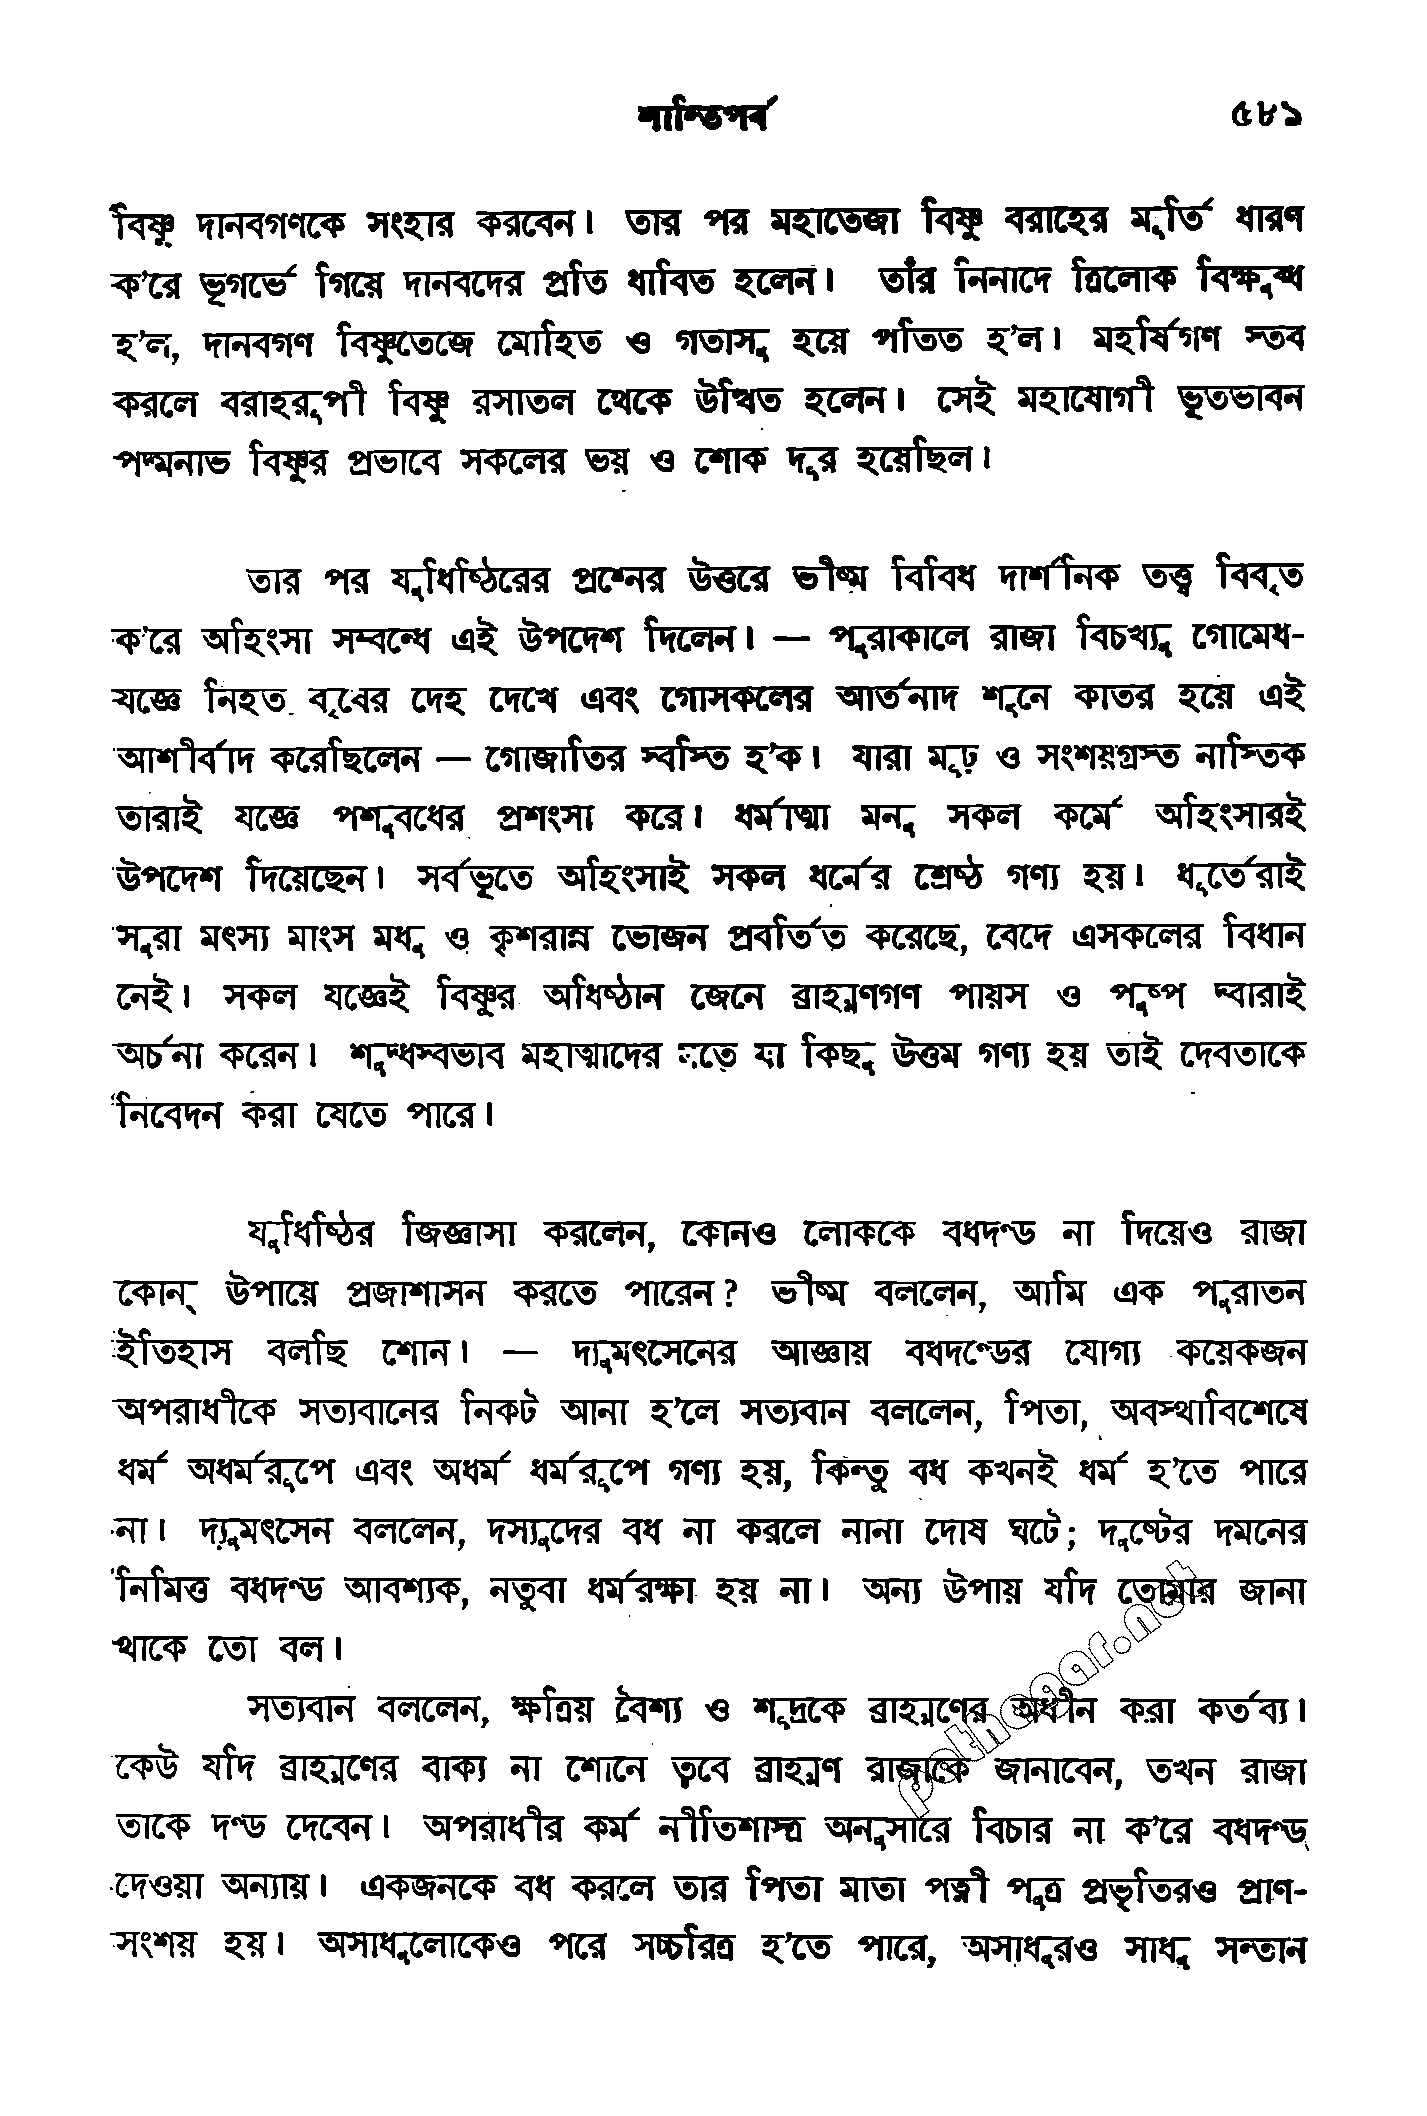 শান্তিপর্ব ৫৮১
বিষ্ণু দানবগণকে সংহার করবেন। তার পর মহাতেজা বিষ্ণু বরাহের মূর্তি ধারণ
ক'রে ভূগর্ভে গিয়ে দানবদের প্রতি ধাবিত হলেন। তাঁর নিনাদে ত্রিলোক বিক্ষুব্ধ
হ'ল, দানবগণ বিষ্ণুতেজে মোহিত ও গতাসু হয়ে পতিত হ'ল। মহর্ষিগণ স্তব
করলে বরাহরূপী বিষ্ণু রসাতল থেকে উত্থিত হলেন। সেই মহাযোগী ভূতভাবন
পদ্মনাভ বিষ্ণুর প্রভাবে সকলের ভয় ও শোক দূর হয়েছিল।
তার পর যুধিষ্ঠিরের প্রশ্নের উত্তরে ভীষ্ম বিবিধ দার্শনিক তত্ত্ব বিবৃত
ক'রে অহিংসা সম্বন্ধে এই উপদেশ দিলেন। — পুরাকালে রাজা বিচখ্যু গোমেধ-
যজ্ঞে নিহত বৃষের দেহ দেখে এবং গোসকলের আর্তনাদ শুনে কাতর হয়ে এই
আশীর্বাদ করেছিলেন — গোজাতির স্বস্তি হ'ক। যারা মূঢ় ও সংশয়গ্রস্ত নাস্তিক
তারাই যজ্ঞে পশুবধের প্রশংসা করে। ধর্মাত্মা মনু সকল কর্মে অহিংসারই
উপদেশ দিয়েছেন। সর্বভূতে অহিংসাই সকল ধর্মের শ্রেষ্ঠ গণ্য হয়। ধূর্তেরাই
সুরা মৎস্য মাংস মধু ও কৃশরান্ন ভোজন প্রবর্তিত করেছে, বেদে এসকলের বিধান
নেই। সকল যজ্ঞেই বিষ্ণুর অধিষ্ঠান জেনে ব্রাহ্মণগণ পায়স ও পুষ্প দ্বারাই
অর্চনা করেন। শুদ্ধস্বভাব মহাত্মাদের মতে যা কিছু উত্তম গণ্য হয় তাই দেবতাকে
নিবেদন করা যেতে পারে।
যুধিষ্ঠির জিজ্ঞাসা করলেন, কোনও লোককে বধদণ্ড না দিয়েও রাজা
কোন্ উপায়ে প্রজাশাসন করতে পারেন? ভীষ্ম বললেন, আমি এক পুরাতন
ইতিহাস বলছি শোন। — দ্যুমৎসেনের আজ্ঞায় বধদণ্ডের যোগ্য কয়েকজন
অপরাধীকে সত্যবানের নিকট আনা হ'লে সত্যবান বললেন, পিতা, অবস্থাবিশেষে
ধর্ম অধর্মরূপে এবং অধর্ম ধর্মরূপে গণ্য হয়, কিন্তু বধ কখনই ধর্ম হ'তে পারে
না। দ্যুমৎসেন বললেন, দস্যুদের বধ না করলে নানা দোষ ঘটে; দুষ্টের দমনের
নিমিত্ত বধদণ্ড আবশ্যক, নতুবা ধর্মরক্ষা হয় না। অন্য উপায় যদি তোমার জানা
থাকে তো বল।
সত্যবান বললেন, ক্ষত্রিয় বৈশ্য ও শূদ্রকে ব্রাহ্মণের অধীন করা কর্তব্য।
কেউ যদি ব্রাহ্মণের বাক্য না শোনে তবে ব্রাহ্মণ রাজাকে জানাবেন, তখন রাজা
তাকে দণ্ড দেবেন। অপরাধীর কর্ম নীতিশাস্ত্র অনুসারে বিচার না ক'রে বধদণ্ড
দেওয়া অন্যায়। একজনকে বধ করলে তার পিতা মাতা পত্নী পুত্র প্রভৃতিরও প্রাণ-
সংশয় হয়। অসাধুলোকেও পরে সচ্চরিত্র হ'তে পারে, অসাধুরও সাধু সন্তান
pathagar.net